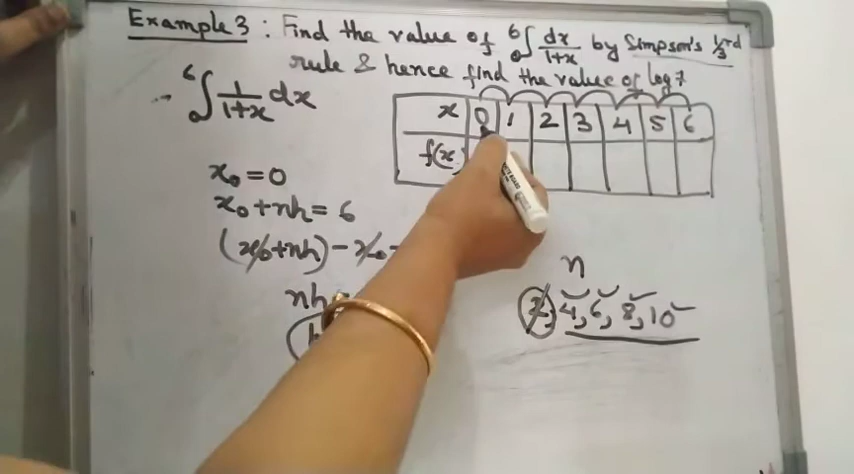 Example 3 : Find the value of ₀⁶∫ dx/1+x by Simpson's 1/3rd
rule & hence find the value of log 7
₀⁶∫ 1/1+x dx
x 0 1 2 3 4 5 6
f(x)
x₀ = 0
x₀ + nh = 6
(x₀ + nh) - x₀ -
nh
n
2, 4, 6, 8, 10